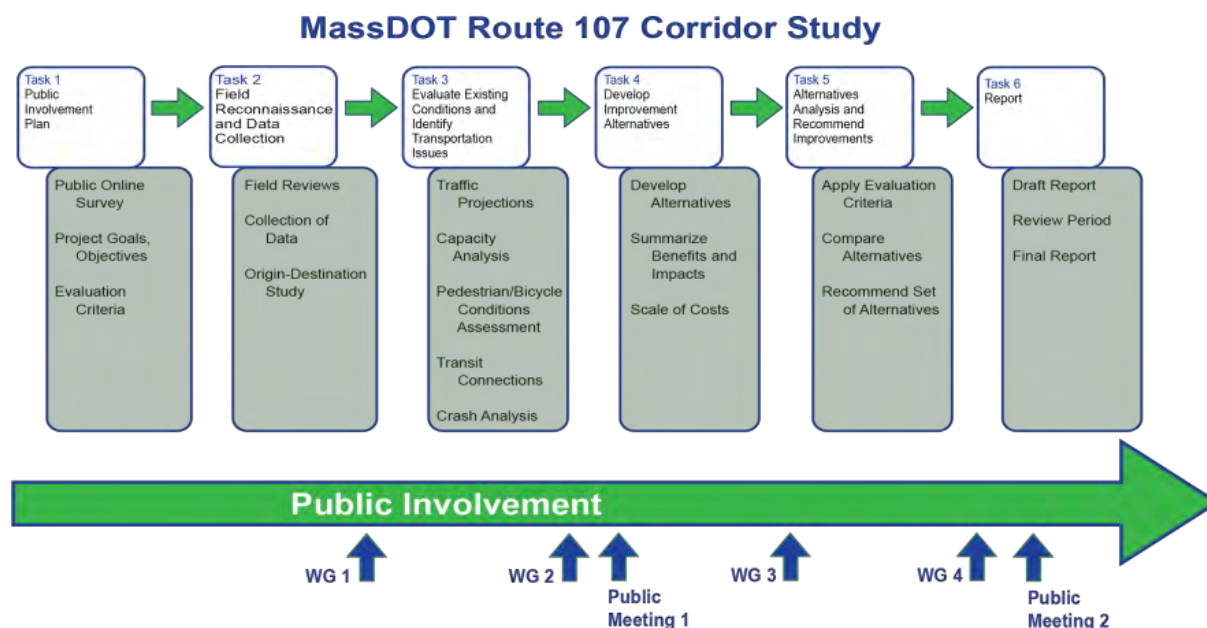 MassDOT Route 107 Corridor Study
Task 1
Public
Involvement
Plan
Public Online
Survey
Project Goals,
Objectives
Evaluation
Criteria
Task 2
Field
Reconnaissance
and Data
Collection
Field Reviews
Collection of
Data
Origin-Destination
Study
Task 3
Evaluate Existing
Conditions and
Identify
Transportation
Issues
Traffic
Projections
Capacity
Analysis
Pedestrian/Bicycle
Conditions
Assessment
Transit
Connections
Crash Analysis
Task 4
Develop
Improvement
Alternatives
Develop
Alternatives
Summarize
Benefits and
Impacts
Scale of Costs
Task 5
Alternatives
Analysis and
Recommend
Improvements
Apply Evaluation
Criteria
Compare
Alternatives
Recommend Set
of Alternatives
Task 6
Report
Draft Report
Review Period
Final Report
Public Involvement
WG 1
WG 2
Public
Meeting 1
WG 3
WG 4
Public
Meeting 2